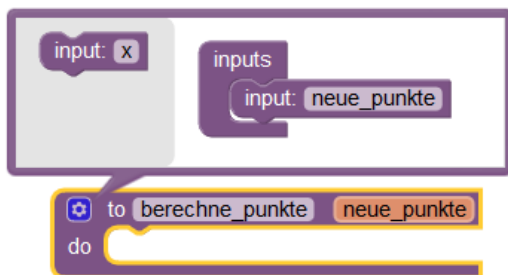 input: x
inputs
input: neue_punkte
to berechne_punkte neue_punkte
do